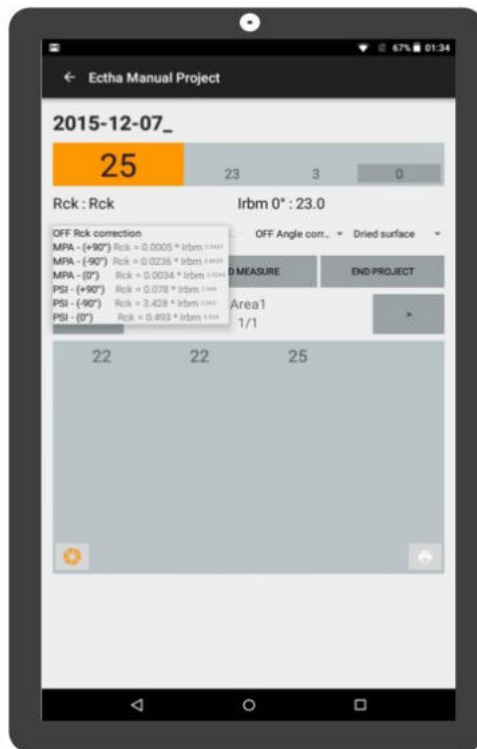 67% 01:34
Ectha Manual Project
2015-12-07_
25 23 3 0
Rck : Rck Irbm 0° : 23.0
OFF Rck correction OFF Angle corr... Dried surface
MPA - (+90°) Rck = 0.0005 * Irbm
MPA - (-90°) Rck = 0.0236 * Irbm
MPA - (0°) Rck = 0.0034 * Irbm
D MEASURE END PROJECT
PSI - (+90°) Rck = 0.078 * Irbm
PSI - (-90°) Rck = 3.428 * Irbm
PSI - (0°) Rck = 0.493 * Irbm
Area1
1/1 >
22 22 25